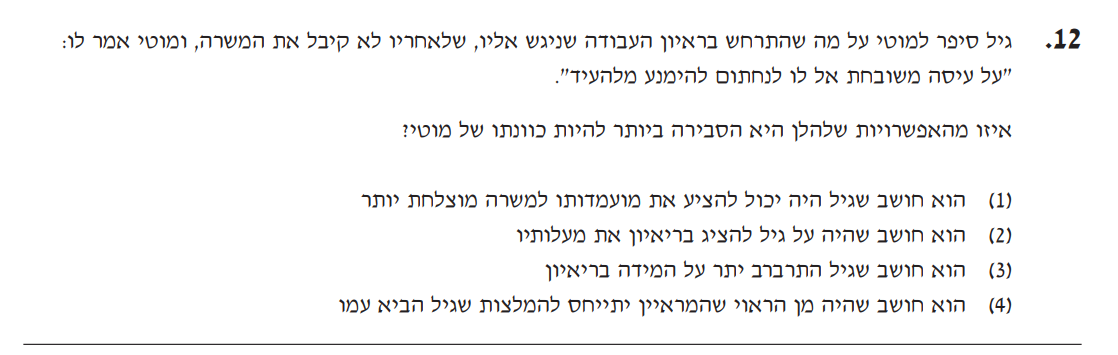 12. גיל סיפר למוטי על מה שהתרחש בראיון העבודה שניגש אליו, שלאחריו לא קיבל את המשרה, ומוטי אמר לו:
"על עיסה משובחת אל לו לנחתום להימנע מלהעיד".
איזו מהאפשרויות שלהלן היא הסבירה ביותר להיות כוונתו של מוטי?
(1) הוא חושב שגיל היה יכול להציע את מועמדותו למשרה מוצלחת יותר
(2) הוא חושב שהיה על גיל להציג בריאיון את מעלותיו
(3) הוא חושב שגיל התרברב יתר על המידה בריאיון
(4) הוא חושב שהיה מן הראוי שהמראיין יתייחס להמלצות שגיל הביא עמו